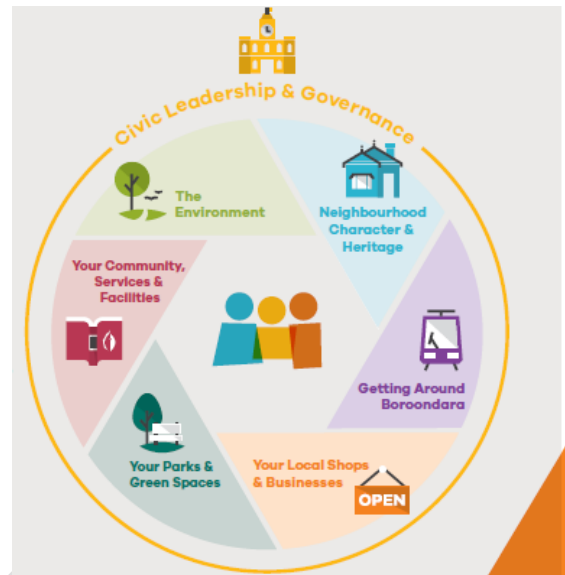 Civic Leadership & Governance
The
Environment
Neighbourhood
Character &
Heritage
Your Community,
Services &
Facilities
Getting Around
Boroondara
Your Parks &
Green Spaces
Your Local Shops
& Businesses
OPEN